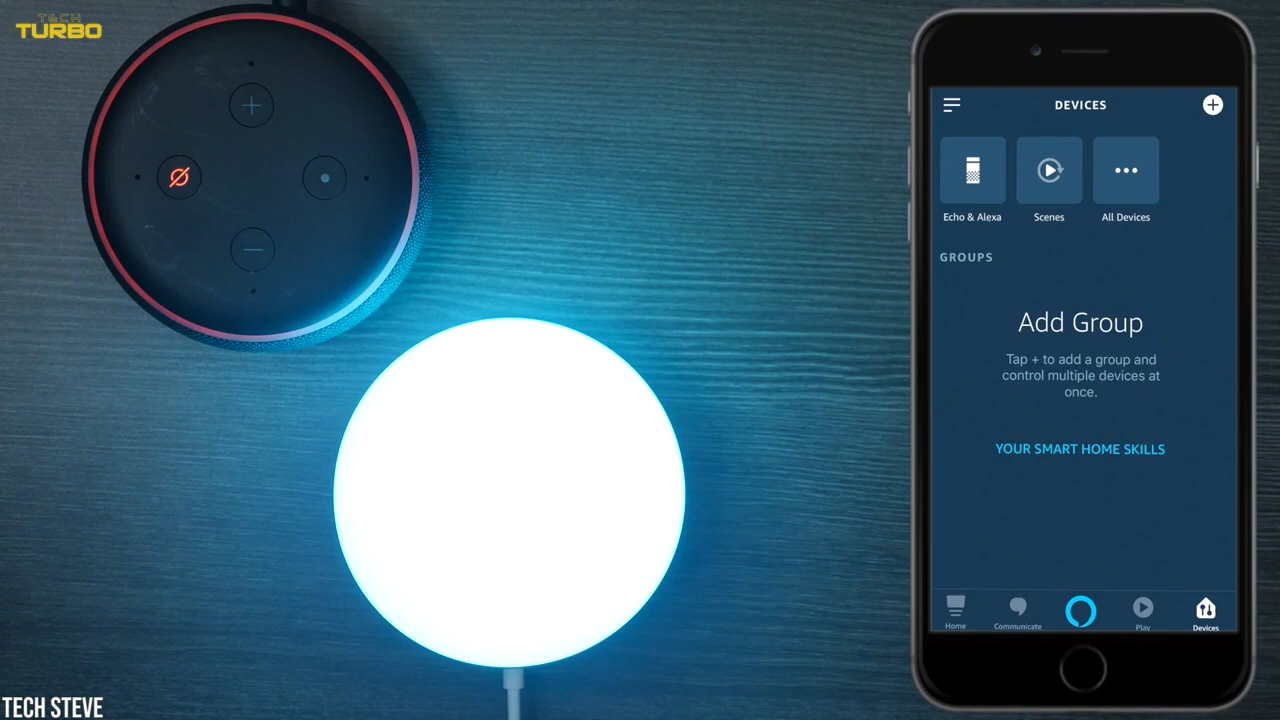 TECH
TURBO
DEVICES
Echo & Alexa
Scenes
All Devices
GROUPS
Add Group
Tap + to add a group and
control multiple devices at
once.
YOUR SMART HOME SKILLS
Home
Communicate
Play
Devices
TECH STEVE